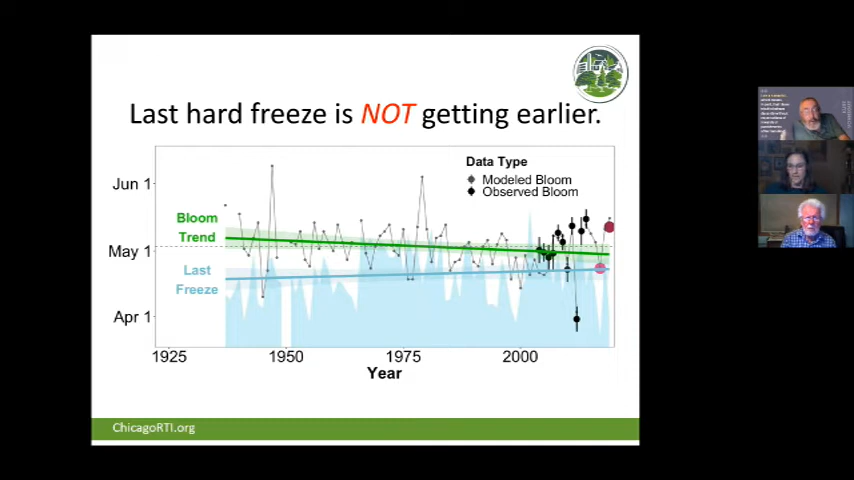 Last hard freeze is NOT getting earlier.
Data Type
Modeled Bloom
Observed Bloom
Jun 1
Bloom
Trend
May 1
Last
Freeze
Apr 1
1925 1950 1975 2000
Year
ChicagoRTI.org